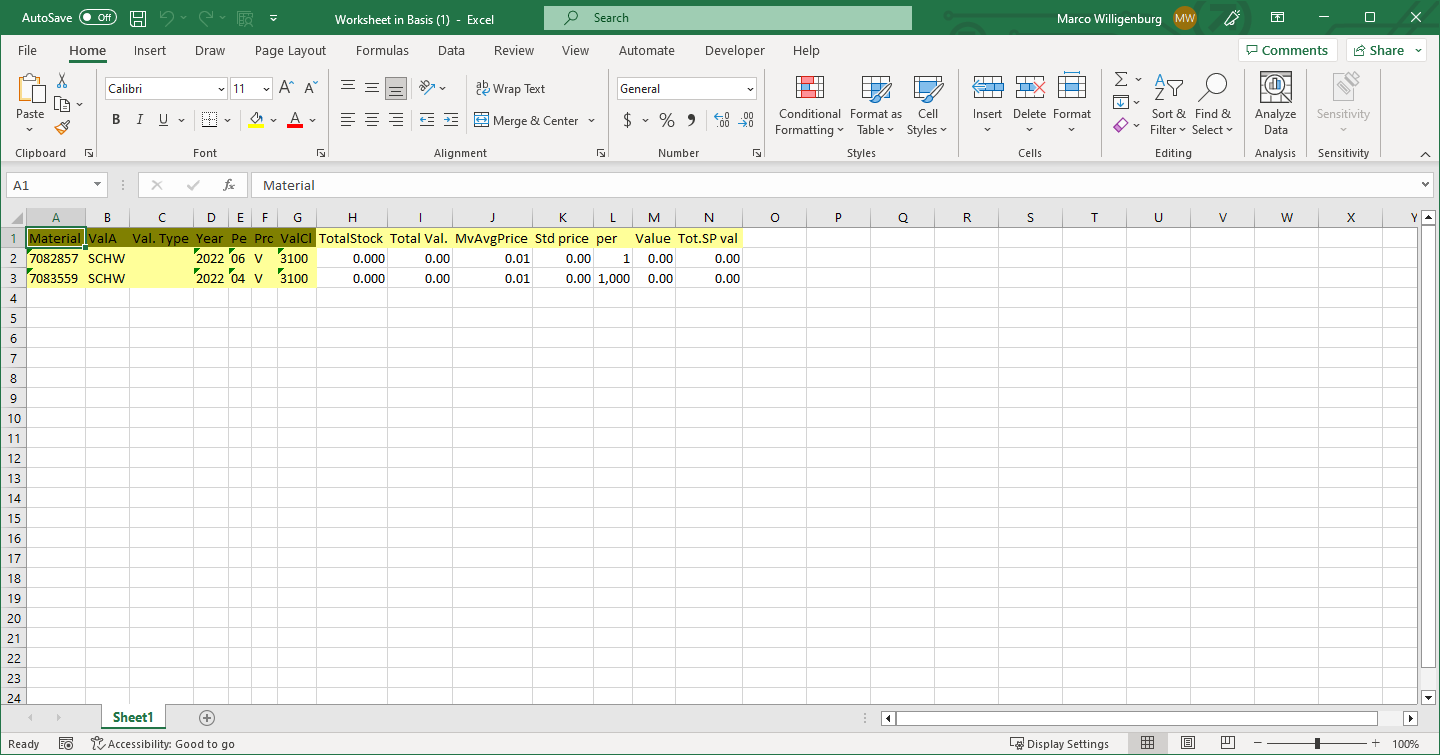 AutoSave Off Worksheet in Basis (1) - Excel Search Marco Willigenburg MW
File Home Insert Draw Page Layout Formulas Data Review View Automate Developer Help Comments Share
Paste
Clipboard
Calibri 11
B I U A
Font
ab Wrap Text
Merge & Center
Alignment
General
$ % 9
Number
Conditional Formatting
Format as Table
Cell Styles
Styles
Insert Delete Format
Cells
Sort & Filter
Find & Select
Editing
Analyze Data
Analysis
Sensitivity
Sensitivity
A1 fx Material
A B C D E F G H I J K L M N O P Q R S T U V W X Y
1 Material ValA Val. Type Year Pe Prc ValCl TotalStock Total Val. MvAvgPrice Std price per Value Tot.SP val
2 7082857 SCHW 2022 06 V 3100 0.000 0.00 0.01 0.00 1 0.00 0.00
3 7083559 SCHW 2022 04 V 3100 0.000 0.00 0.01 0.00 1,000 0.00 0.00
4
5
6
7
8
9
10
11
12
13
14
15
16
17
18
19
20
21
22
23
24
Sheet1
Ready Accessibility: Good to go Display Settings 100%